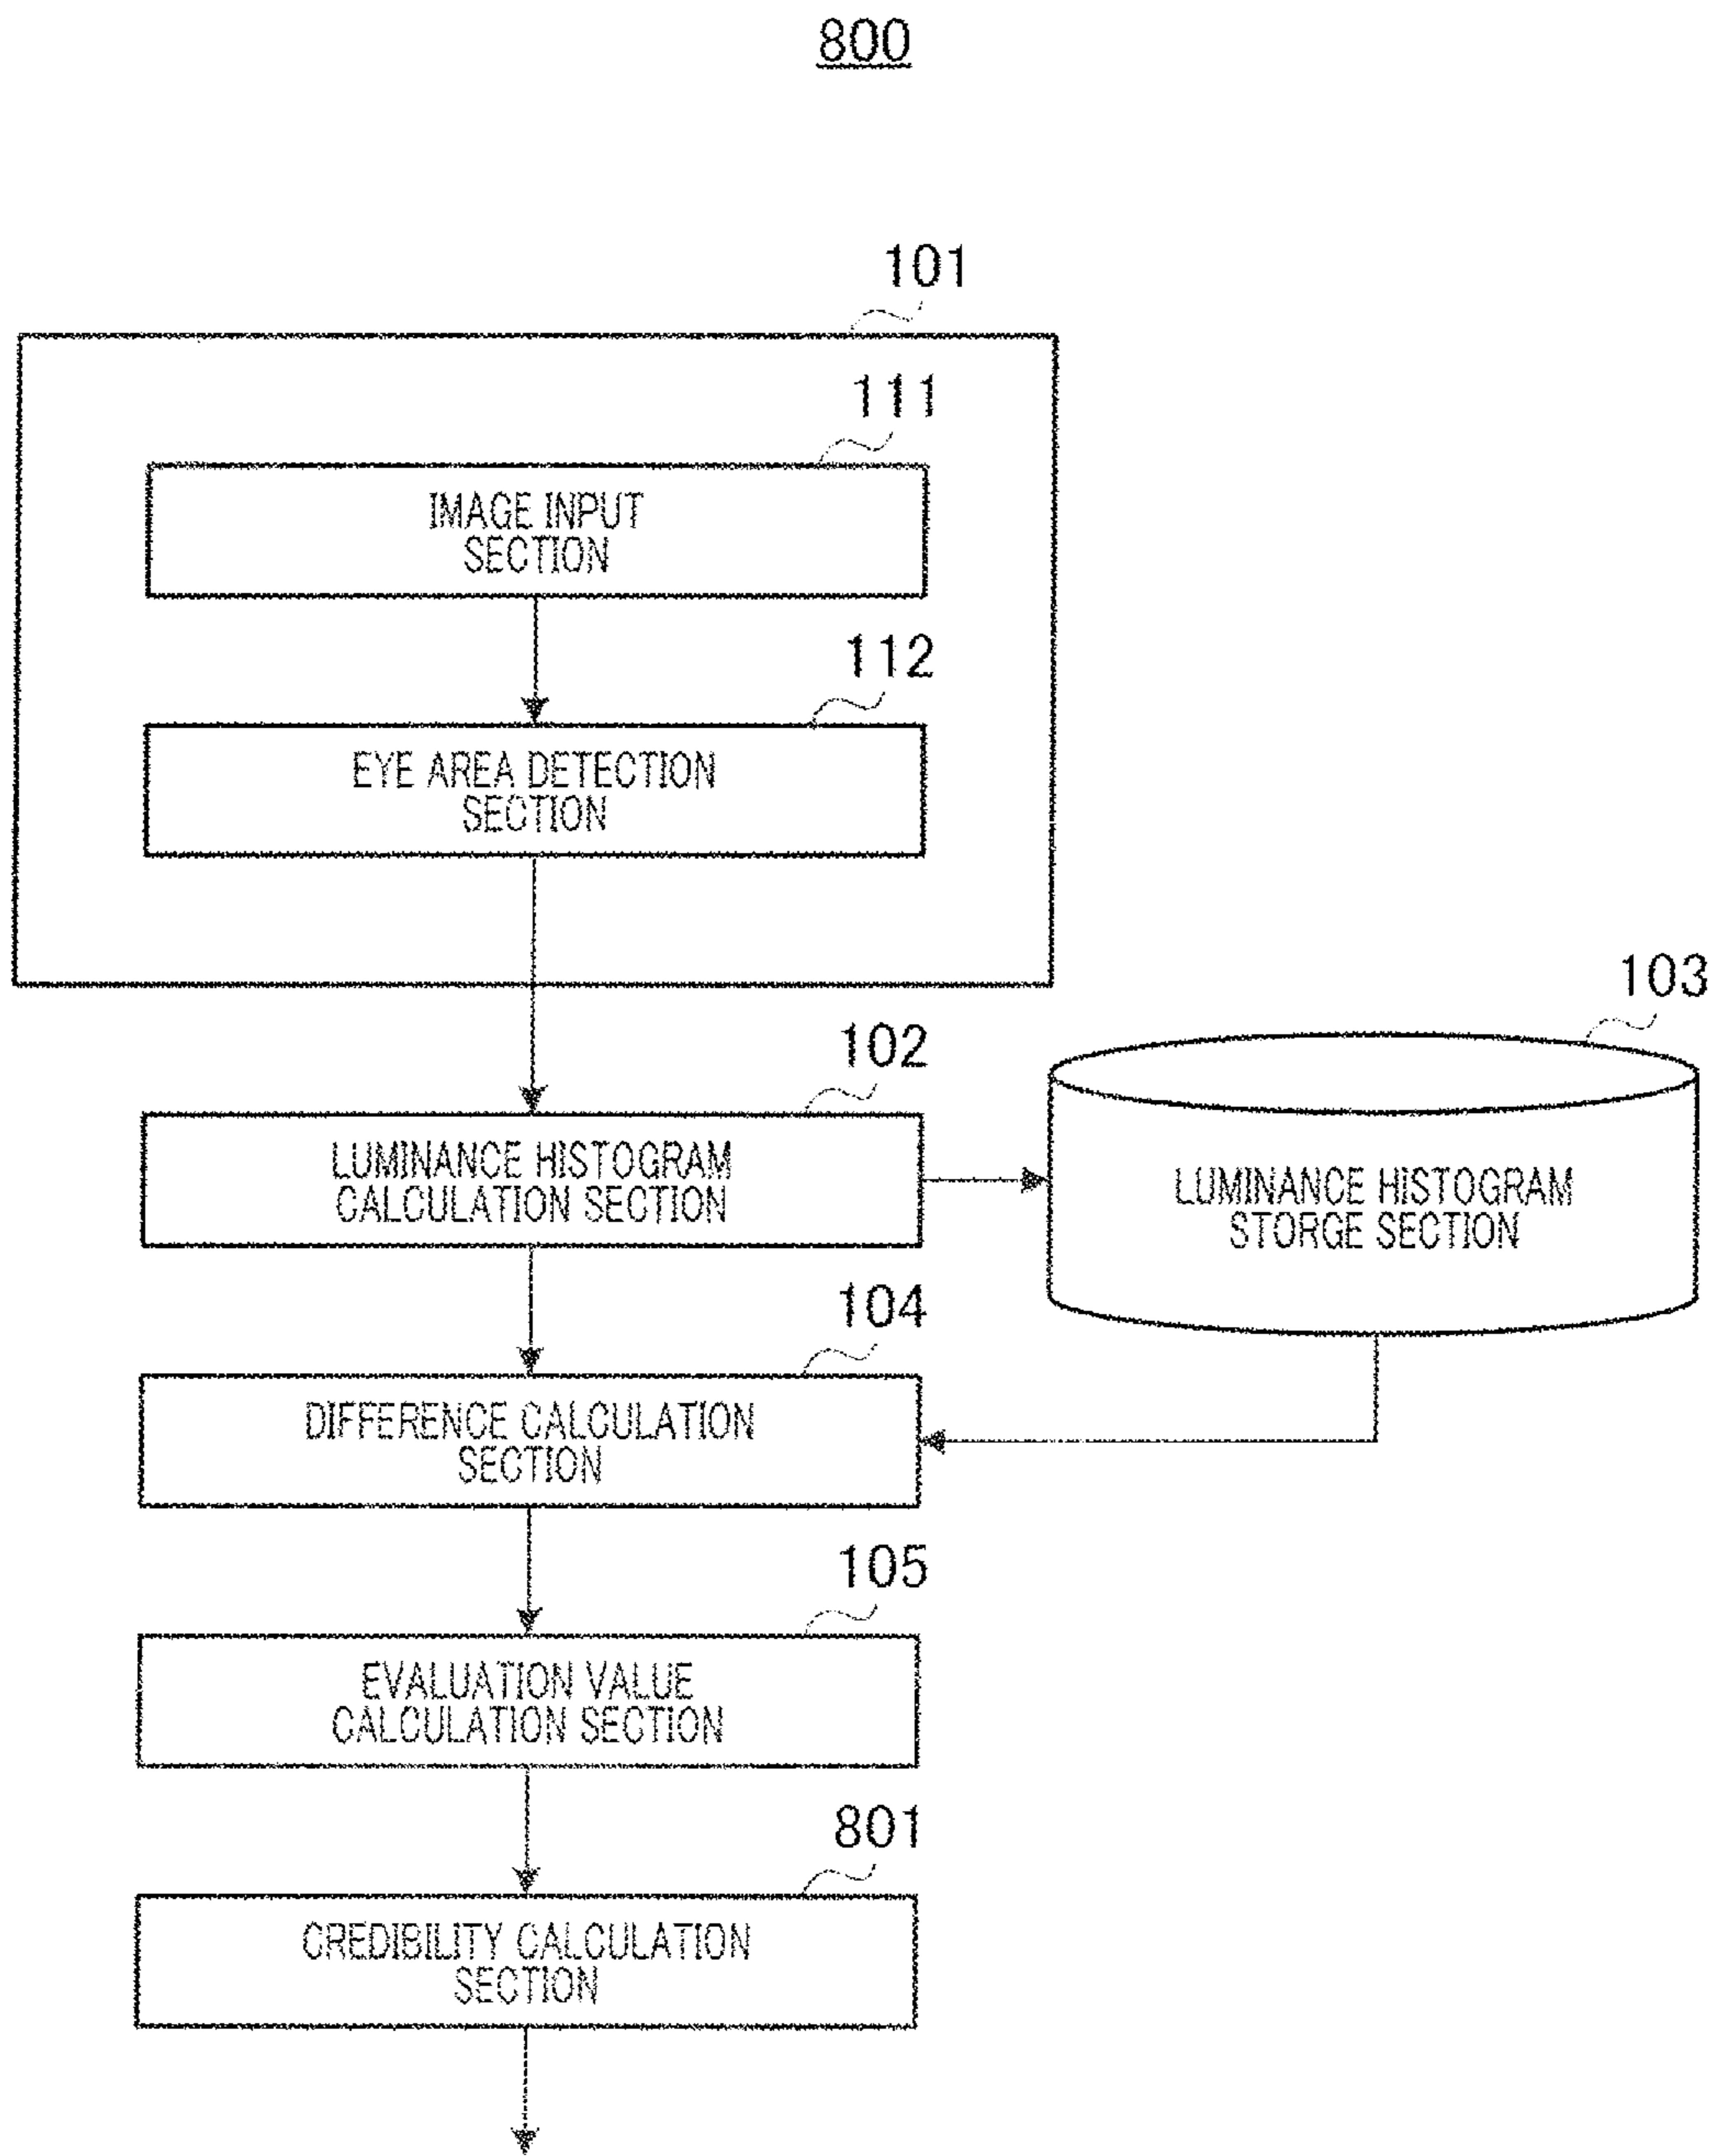 800
101
111
IMAGE INPUT
SECTION
112
EYE AREA DETECTION
SECTION
103
102
LUMINANCE HISTOGRAM
CALCULATION SECTION
LUMINANCE HISTOGRAM
STORGE SECTION
104
DIFFERENCE CALCULATION
SECTION
105
EVALUATION VALUE
CALCULATION SECTION
801
CREDIBILITY CALCULATION
SECTION